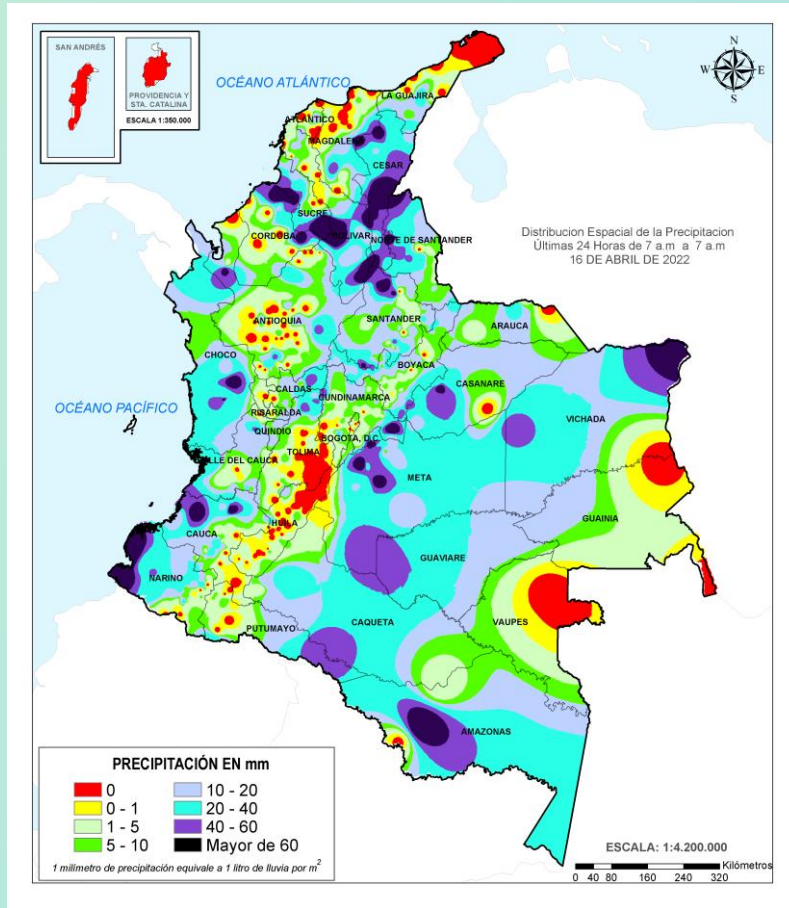 SAN ANDRÉS
PROVIDENCIA Y
STA. CATALINA
ESCALA 1:350.000
OCÉANO ATLÁNTICO
N
W E
S
LA GUAJIRA
ATLÁNTICO
MAGDALENA
CESAR
SUCRE
CORDOBA
BOLIVAR
NORTE DE SANTANDER
Distribucion Espacial de la Precipitacion
Últimas 24 Horas de 7 a.m a 7 a.m
16 DE ABRIL DE 2022
ANTIOQUIA
SANTANDER
ARAUCA
CHOCO
BOYACA
CASANARE
CALDAS
CUNDINAMARCA
OCÉANO PACÍFICO
RISARALDA
VICHADA
QUINDIO
BOGOTA, D.C.
TOLIMA
VALLE DEL CAUCA
META
GUAINIA
HUILA
CAUCA
GUAVIARE
NARINO
CAQUETA
VAUPES
PUTUMAYO
AMAZONAS
PRECIPITACIÓN EN mm
0
10 - 20
0 - 1
20 - 40
1 - 5
40 - 60
5 - 10
Mayor de 60
1 milimetro de precipitación equivale a 1 litro de lluvia por m2
ESCALA: 1:4.200.000
Kilómetros
0 40 80 160 240 320